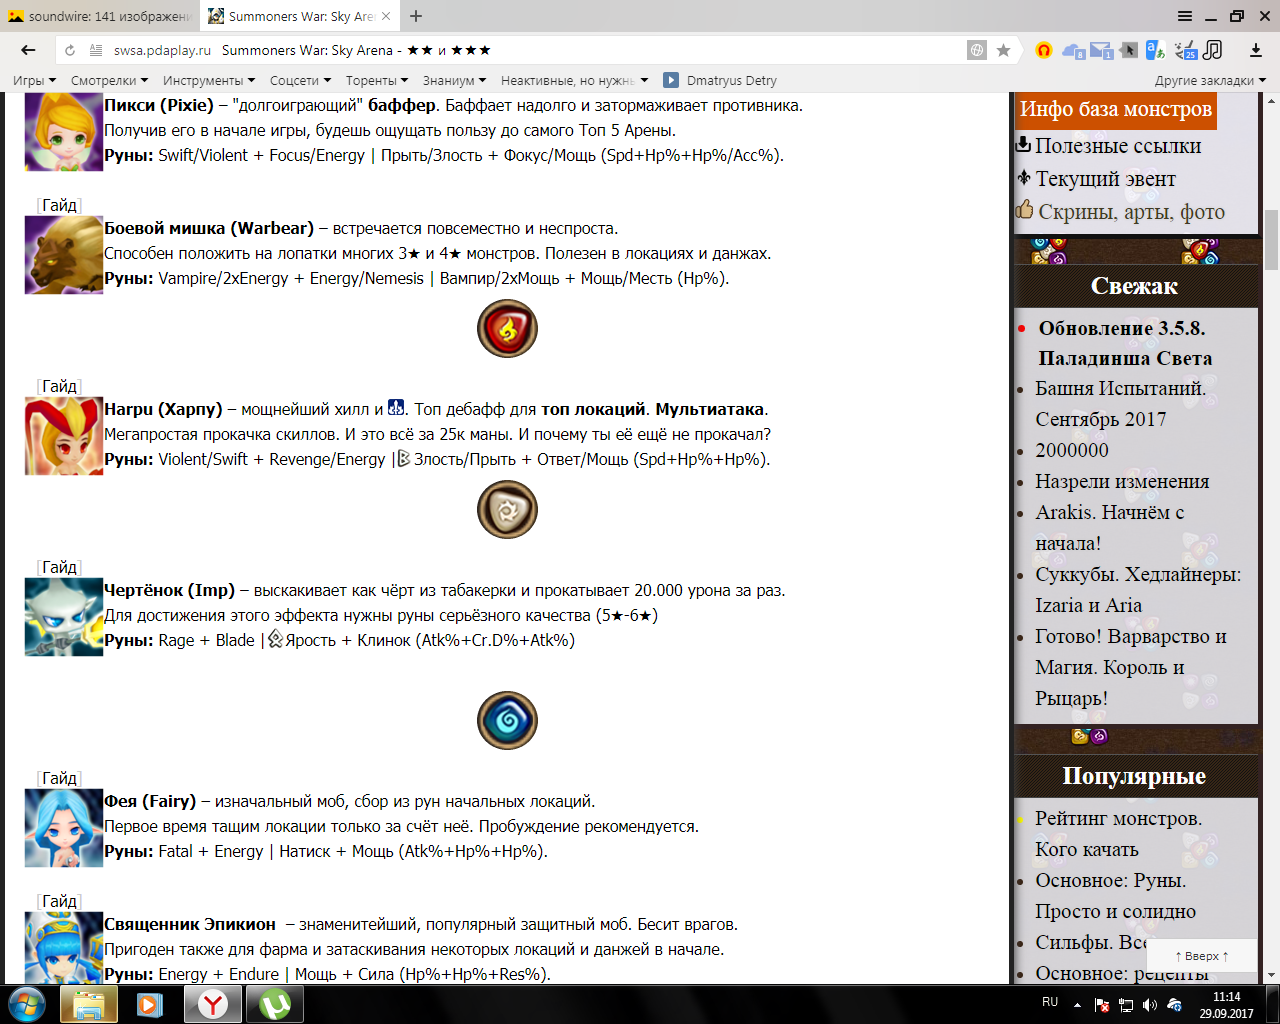 soundwire: 141 изображени
Summoners War: Sky Aren
swsa.pdaplay.ru Summoners War: Sky Arena - ★★ и ★★★
8
1
25
Игры
Смотрелки
Инструменты
Соцсети
Торенты
Знаниум
Неактивные, но нужнь
Dmatryus Detry
Другие закладки
Пикси (Pixie) – "долгоиграющий" баффер. Баффает надолго и затормаживает противника.
Получив его в начале игры, будешь ощущать пользу до самого Топ 5 Арены.
Руны: Swift/Violent + Focus/Energy | Прыть/Злость + Фокус/Мощь (Spd+Hp%+Hp%/Acc%).
[Гайд]
Боевой мишка (Warbear) – встречается повсеместно и неспроста.
Способен положить на лопатки многих 3★ и 4★ монстров. Полезен в локациях и данжах.
Руны: Vampire/2xEnergy + Energy/Nemesis | Вампир/2xМощь + Мощь/Месть (Hp%).
[Гайд]
Harpu (Харпу) – мощнейший хилл и . Топ дебафф для топ локаций. Мультиатака.
Мегапростая прокачка скиллов. И это всё за 25к маны. И почему ты её ещё не прокачал?
Руны: Violent/Swift + Revenge/Energy | Злость/Прыть + Ответ/Мощь (Spd+Hp%+Hp%).
[Гайд]
Чертёнок (Imp) – выскакивает как чёрт из табакерки и прокатывает 20.000 урона за раз.
Для достижения этого эффекта нужны руны серьёзного качества (5★-6★)
Руны: Rage + Blade | Ярость + Клинок (Atk%+Cr.D%+Atk%)
[Гайд]
Фея (Fairy) – изначальный моб, сбор из рун начальных локаций.
Первое время тащим локации только за счёт неё. Пробуждение рекомендуется.
Руны: Fatal + Energy | Натиск + Мощь (Atk%+Hp%+Hp%).
[Гайд]
Священник Эпикион – знаменитейший, популярный защитный моб. Бесит врагов.
Пригоден также для фарма и затаскивания некоторых локаций и данжей в начале.
Руны: Energy + Endure | Мощь + Сила (Hp%+Hp%+Res%).
Инфо база монстров
Полезные ссылки
Текущий эвент
Скрины, арты, фото
Свежак
Обновление 3.5.8.
Паладинша Света
Башня Испытаний.
Сентябрь 2017
2000000
Назрели изменения
Arakis. Начнём с
начала!
Суккубы. Хедлайнеры:
Izaria и Aria
Готово! Варварство и
Магия. Король и
Рыцарь!
Популярные
Рейтинг монстров.
Кого качать
Основное: Руны.
Просто и солидно
Сильфы. Все
Основное: рецепты
↑ Вверх ↑
RU
11:14
29.09.2017